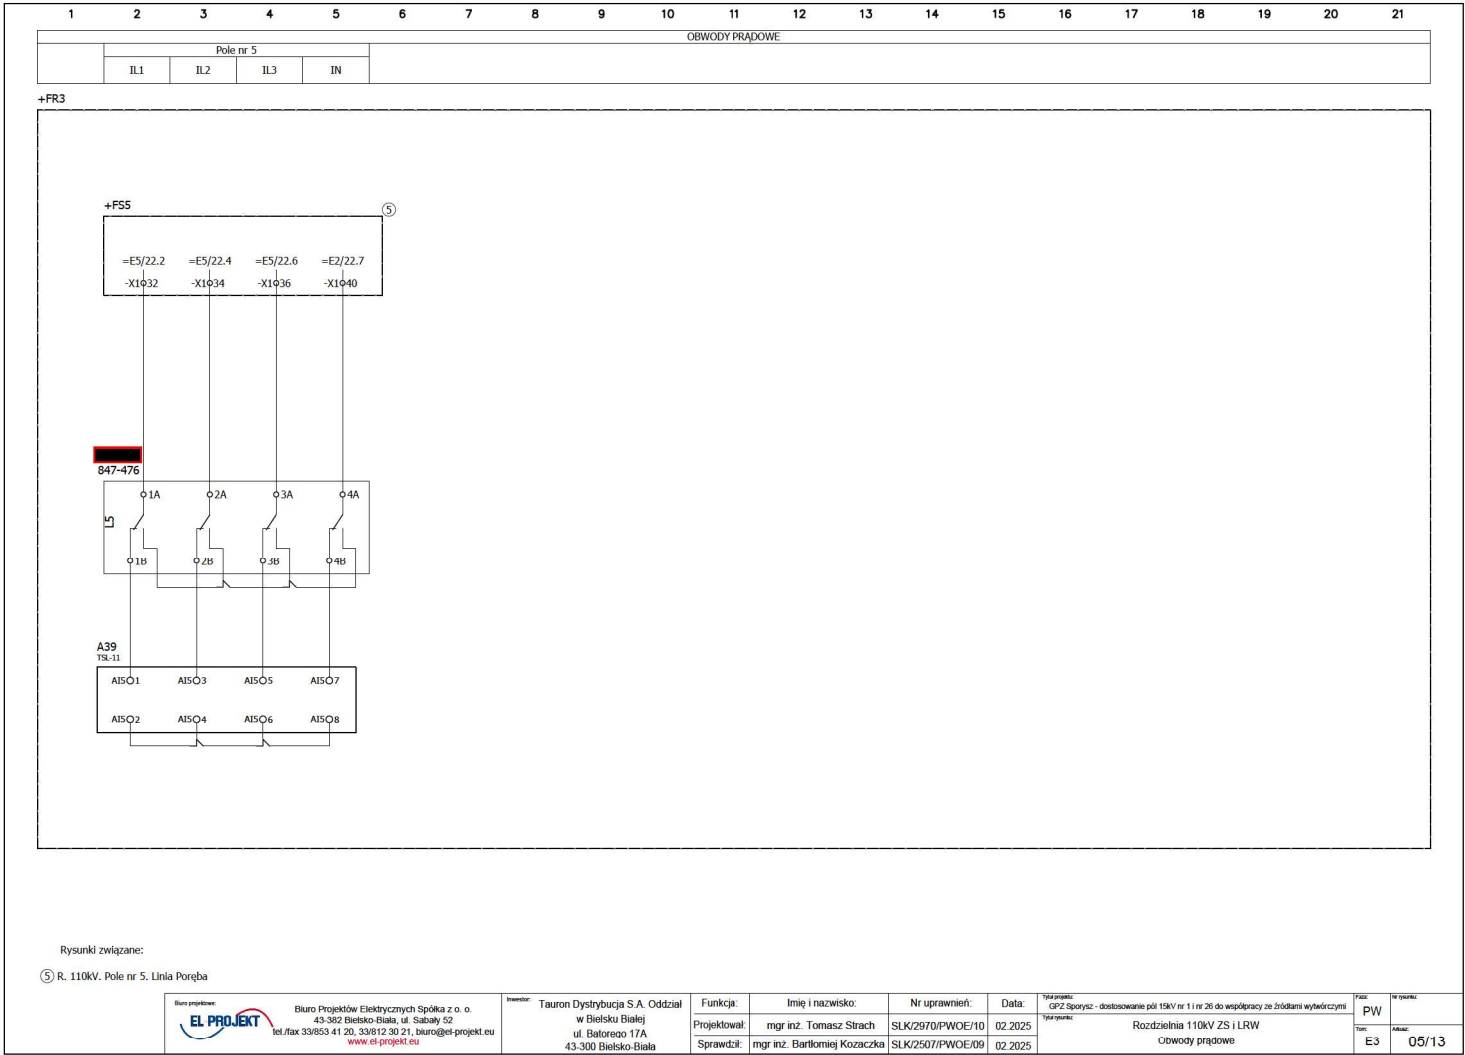 1 2 3 4 5 6 7 8 9 10 11 12 13 14 15 16 17 18 19 20 21
OBWODY PRĄDOWE
Pole nr 5
IL1 IL2 IL3 IN
+FR3
+FS5 5
=E5/22.2 =E5/22.4 =E5/22.6 =E2/22.7
-X1 32 -X1 34 -X1 36 -X1 40
847-476
1A 2A 3A 4A
L5
1B 2B 3B 4B
A39
TSL-11
AI5 1 AI5 3 AI5 5 AI5 7
AI5 2 AI5 4 AI5 6 AI5 8
Rysunki związane:
5 R. 110kV. Pole nr 5. Linia Poręba
Biuro projektowe:
EL PROJEKT
Biuro Projektów Elektrycznych Spółka z o. o.
43-382 Bielsko-Biała, ul. Sabały 52
tel./fax 33/853 41 20, 33/812 30 21, biuro@el-projekt.eu
www.el-projekt.eu
Inwestor:
Tauron Dystrybucja S.A. Oddział
w Bielsku Białej
ul. Batorego 17A
43-300 Bielsko-Biała
Funkcja: Imię i nazwisko: Nr uprawnień: Data:
Projektował: mgr inż. Tomasz Strach SLK/2970/PWOE/10 02.2025
Sprawdził: mgr inż. Bartłomiej Kozaczka SLK/2507/PWOE/09 02.2025
Tytuł projektu:
GPZ Sporysz - dostosowanie pól 15kV nr 1 i nr 26 do współpracy ze źródłami wytwórczymi
Tytuł rysunku:
Rozdzielnia 110kV ZS i LRW
Obwody prądowe
Faza: Nr rysunku:
PW
Tom: Arkusz:
E3 05/13